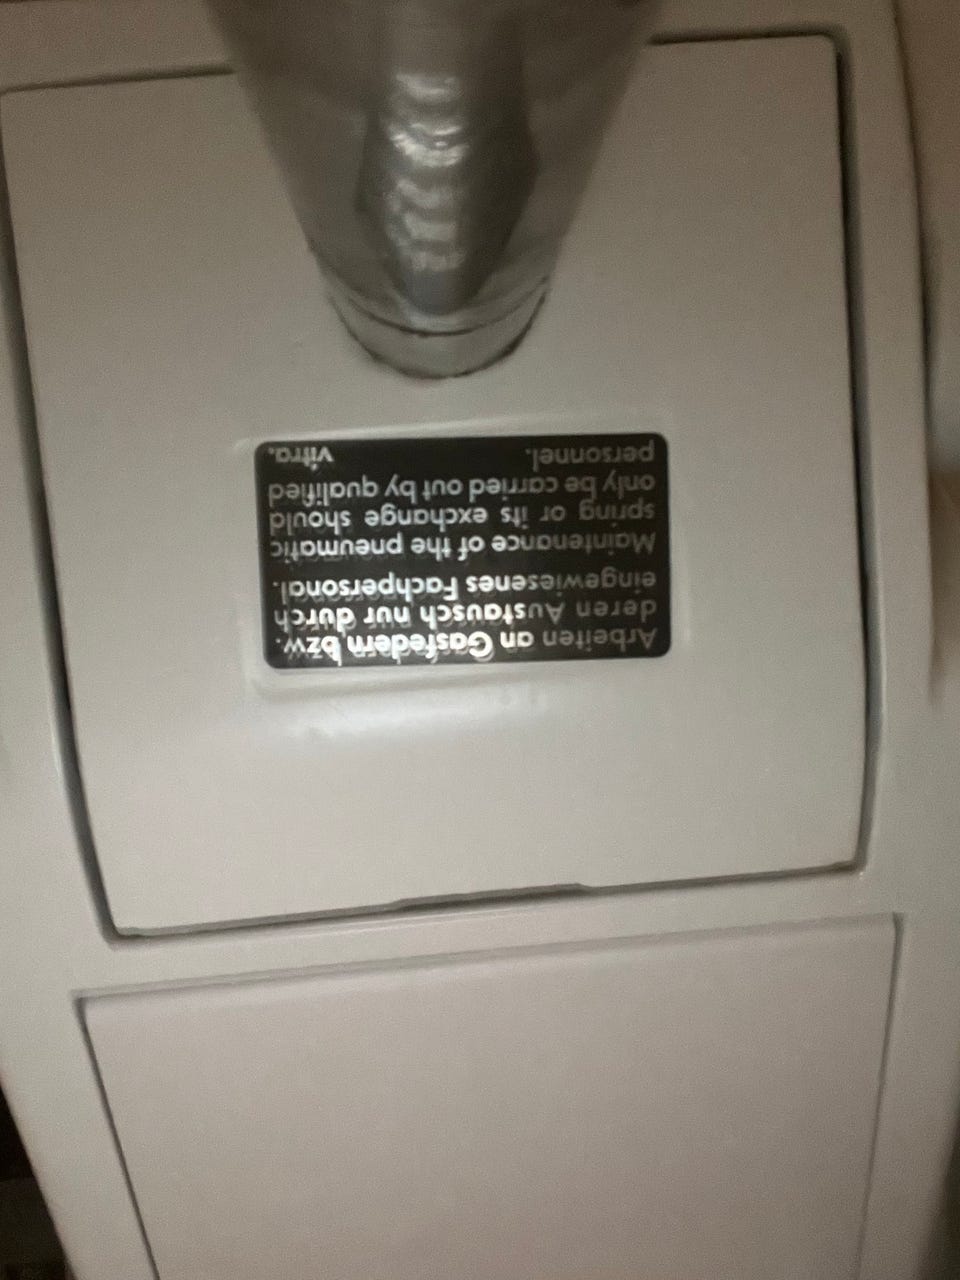 Arbeiten an Gasfedern bzw.
deren Austausch nur durch
eingewiesenes Fachpersonal.
Maintenance of the pneumatic
spring or its exchange should
only be carried out by qualified
personnel. vitra.